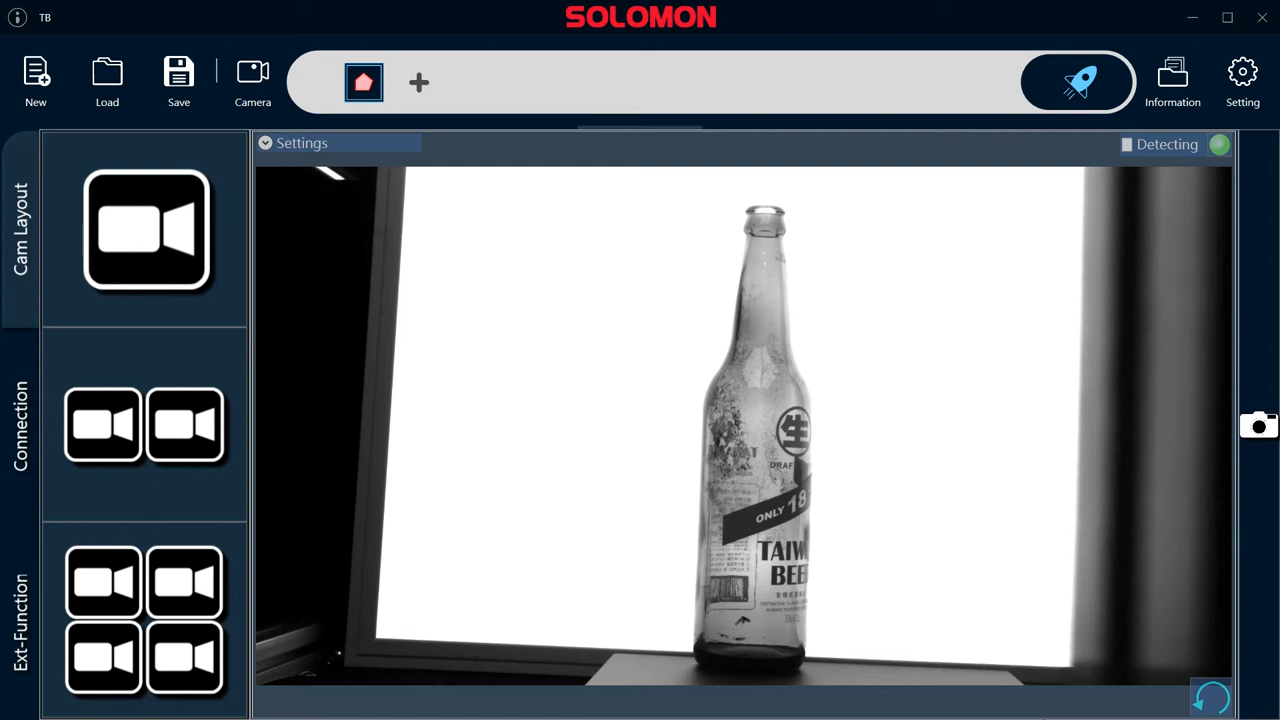 TB
SOLOMON
New
Load
Save
Camera
Information
Setting
Cam Layout
Connection
Ext-Function
Settings
Detecting
生
DRAF
ONLY 18
TAIW
BEE